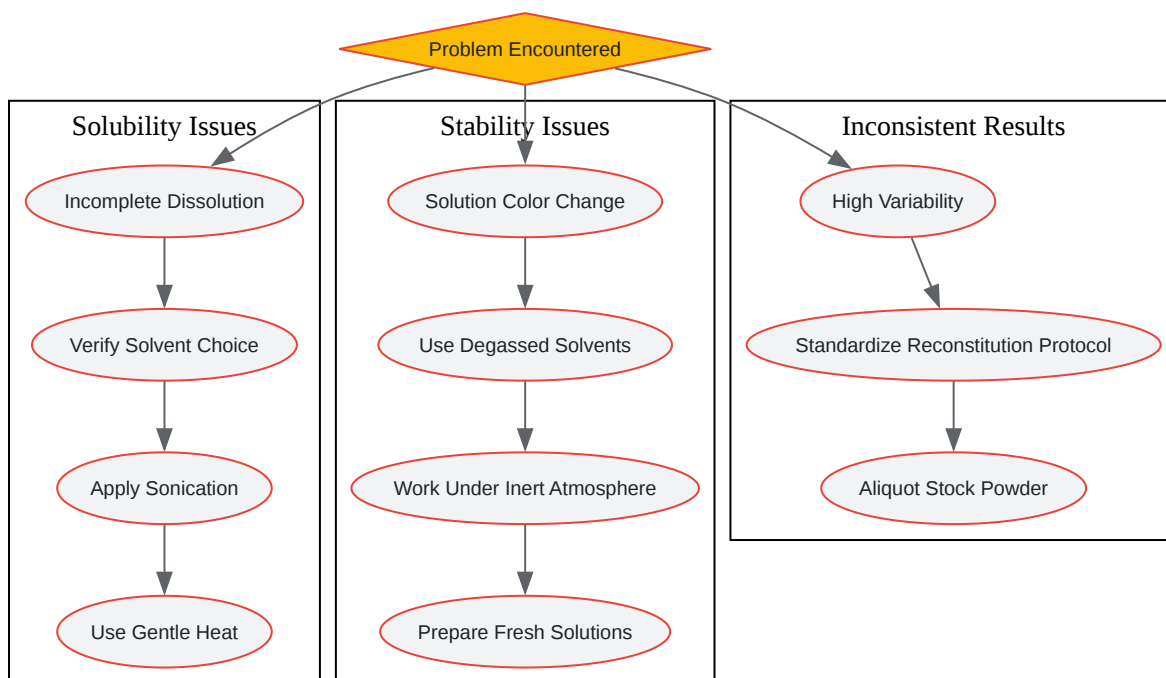 Problem Encountered
Solubility Issues
Incomplete Dissolution
Verify Solvent Choice
Apply Sonication
Use Gentle Heat
Stability Issues
Solution Color Change
Use Degassed Solvents
Work Under Inert Atmosphere
Prepare Fresh Solutions
Inconsistent Results
High Variability
Standardize Reconstitution Protocol
Aliquot Stock Powder